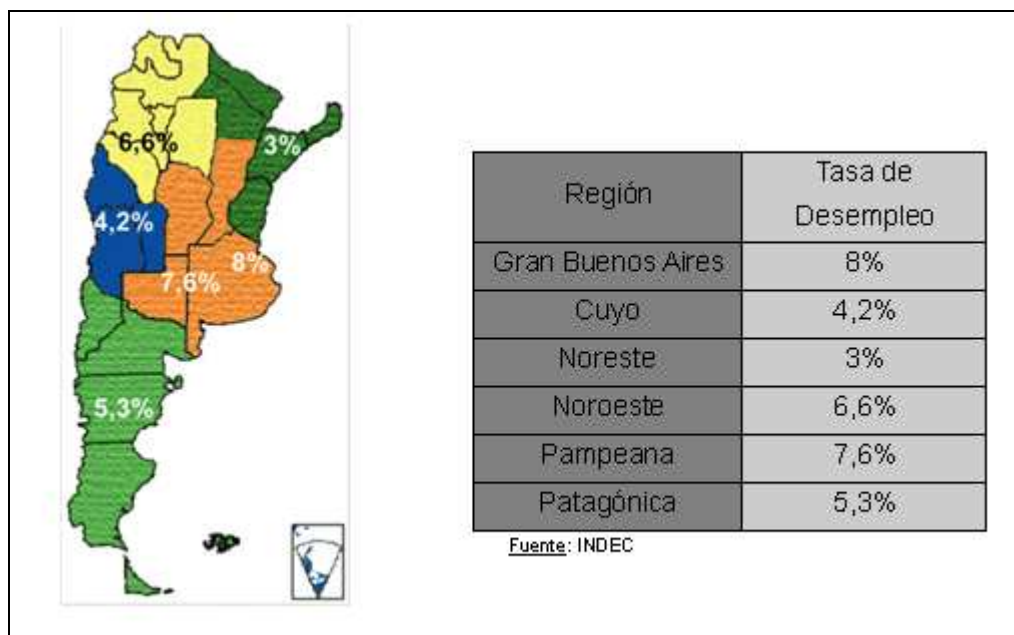 6,6%
3%
4,2%
8%
7,6%
5,3%
Región Tasa de Desempleo
Gran Buenos Aires 8%
Cuyo 4,2%
Noreste 3%
Noroeste 6,6%
Pampeana 7,6%
Patagónica 5,3%
Fuente: INDEC